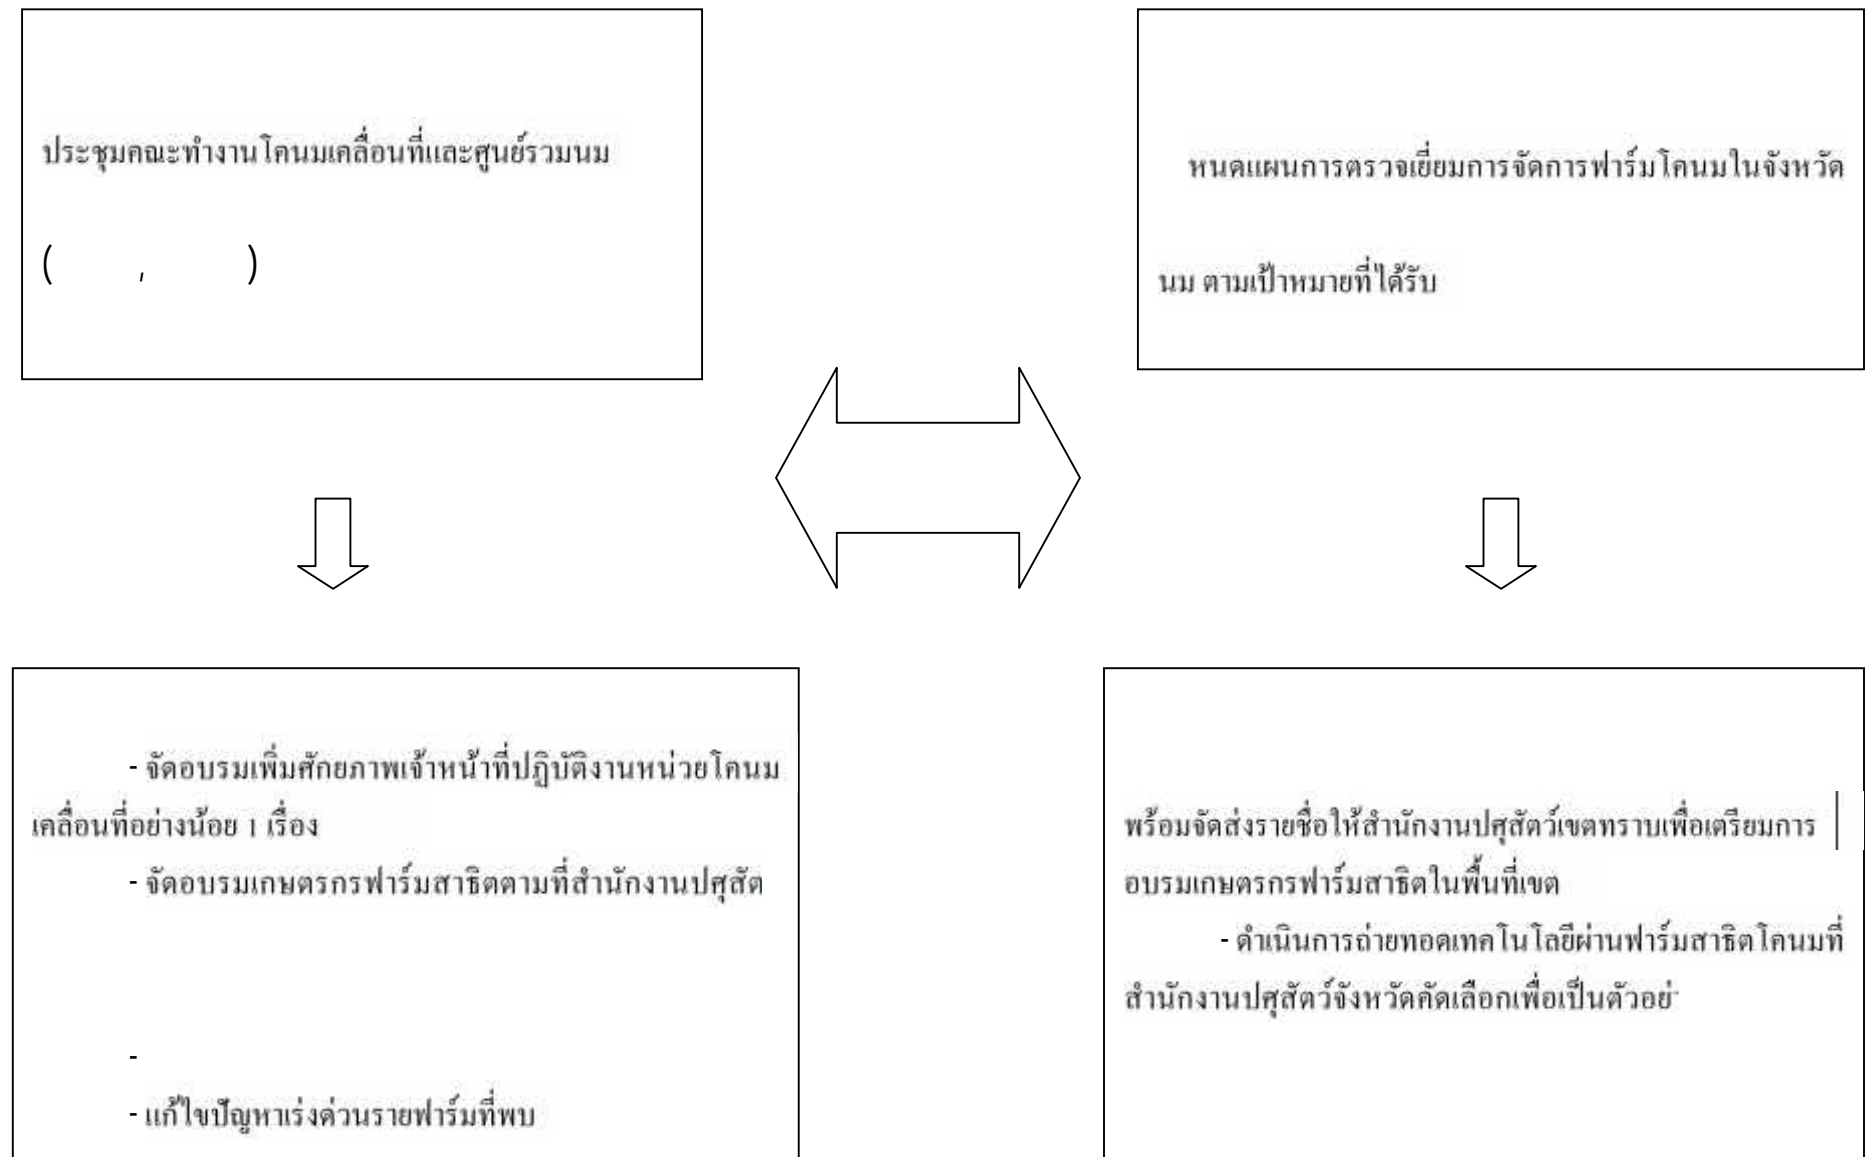 ประชุมคณะทำงานโคนมเคลื่อนที่และศูนย์รวมนม
( , )
หนดแผนการตรวจเยี่ยมการจัดการฟาร์มโคนมในจังหวัด
นม ตามเป้าหมายที่ได้รับ
- จัดอบรมเพิ่มศักยภาพเจ้าหน้าที่ปฏิบัติงานหน่วยโคนม
เคลื่อนที่อย่างน้อย 1 เรื่อง
- จัดอบรมเกษตรกรฟาร์มสาธิตตามที่สำนักงานปศุสัต
-
- แก้ไขปัญหาเร่งด่วนรายฟาร์มที่พบ
พร้อมจัดส่งรายชื่อให้สำนักงานปศุสัตว์เขตทราบเพื่อเตรียมการ
อบรมเกษตรกรฟาร์มสาธิตในพื้นที่เขต
- ดำเนินการถ่ายทอดเทคโนโลยีผ่านฟาร์มสาธิตโคนมที่
สำนักงานปศุสัตว์จังหวัดคัดเลือกเพื่อเป็นตัวอย่